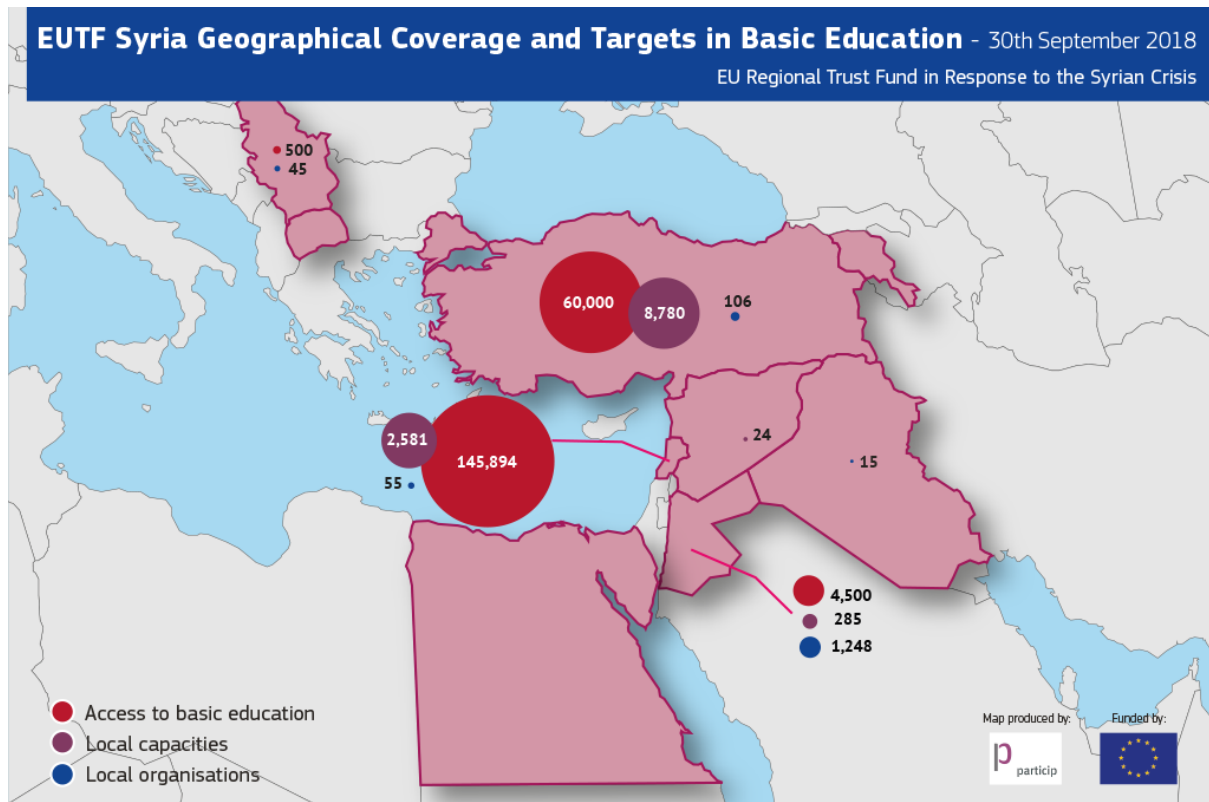 EUTF Syria Geographical Coverage and Targets in Basic Education - 30th September 2018
EU Regional Trust Fund in Response to the Syrian Crisis
500
45
60,000
8,780
106
2,581
145,894
55
24
15
4,500
285
1,248
Access to basic education
Local capacities
Local organisations
Map produced by:
p
particip
Funded by: